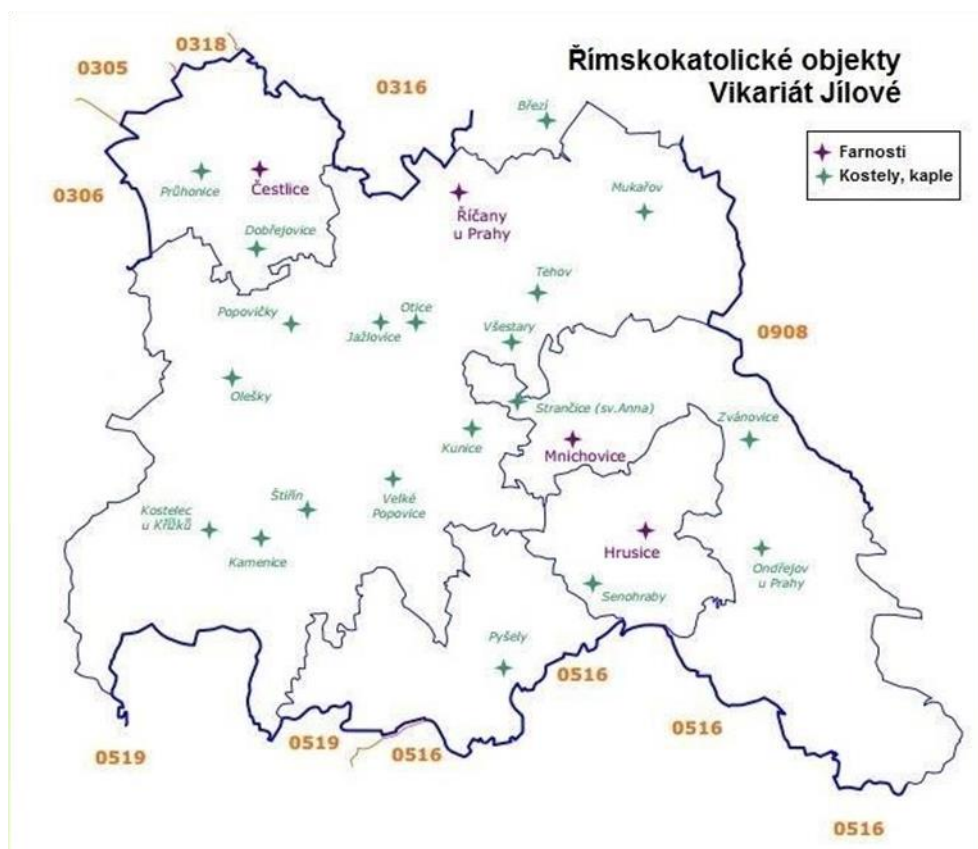 Římskokatolické objekty
Vikariát Jílové
Farnosti
Kostely, kaple
0318
0305
0316
0306
Březí
Průhonice
Čestlice
Říčany
u Prahy
Mukařov
Dobřejovice
Tehov
Popovičky
Jažlovice
Otice
Všestary
0908
Olešky
Strančice (sv.Anna)
Zvánovice
Kunice
Mnichovice
Štiřín
Velké
Popovice
Kostelec
u Křížků
Kamenice
Hrusice
Ondřejov
u Prahy
Senohraby
Pyšely
0516
0519
0519
0516
0516
0516